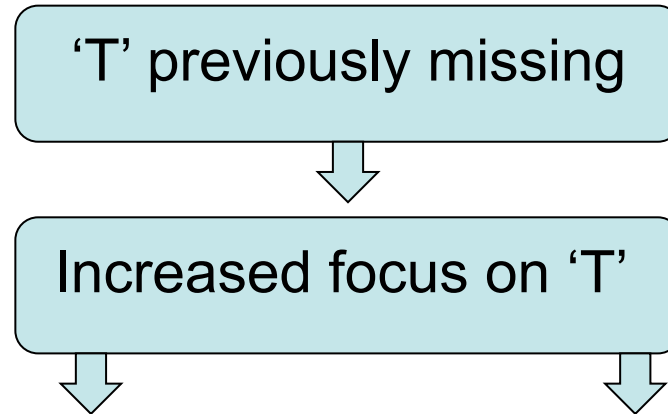 ‘T’ previously missing
Increased focus on ‘T’